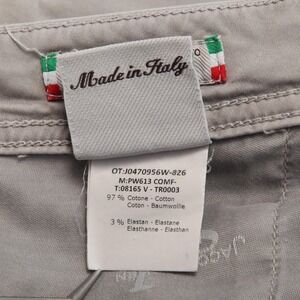 Made in Italy
OT:J0470956W-826
M:PW613 COMF-
T:08165 V - TR0003
97 % Cotone - Cotton
Coton - Baumwolle
3 % Elastan - Elastane
Elasthanne - Elasthan